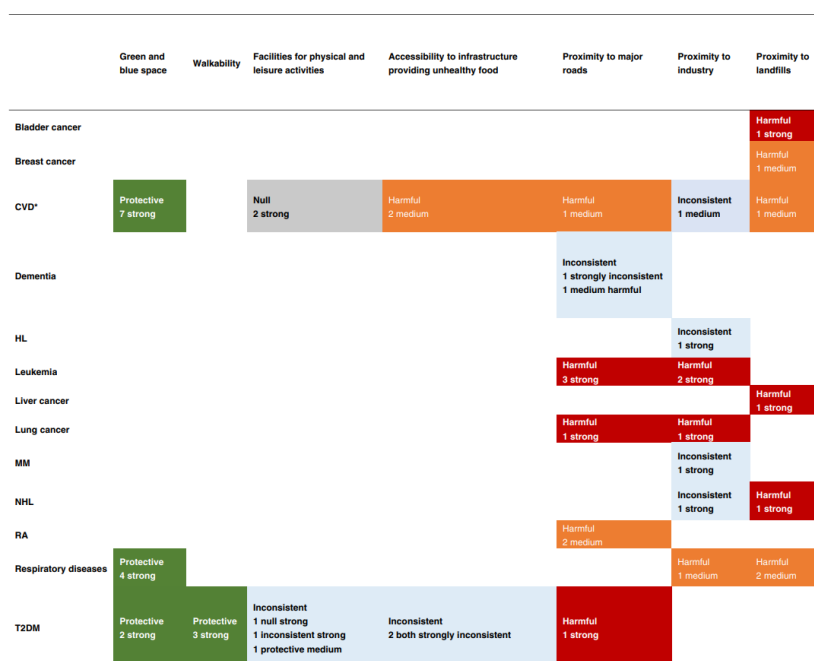 Green and
blue space
Walkability
Facilities for physical and
leisure activities
Accessibility to infrastructure
providing unhealthy food
Proximity to major
roads
Proximity to
industry
Proximity to
landfills
Bladder cancer
Harmful
1 strong
Breast cancer
Harmful
1 medium
CVD*
Protective
7 strong
Null
2 strong
Harmful
2 medium
Harmful
1 medium
Inconsistent
1 medium
Harmful
1 medium
Dementia
Inconsistent
1 strongly inconsistent
1 medium harmful
HL
Inconsistent
1 strong
Leukemia
Harmful
3 strong
Harmful
2 strong
Liver cancer
Harmful
1 strong
Lung cancer
Harmful
1 strong
Harmful
1 strong
MM
Inconsistent
1 strong
NHL
Inconsistent
1 strong
Harmful
1 strong
RA
Harmful
2 medium
Respiratory diseases
Protective
4 strong
Harmful
1 medium
Harmful
2 medium
T2DM
Protective
2 strong
Protective
3 strong
Inconsistent
1 null strong
1 inconsistent strong
1 protective medium
Inconsistent
2 both strongly inconsistent
Harmful
1 strong